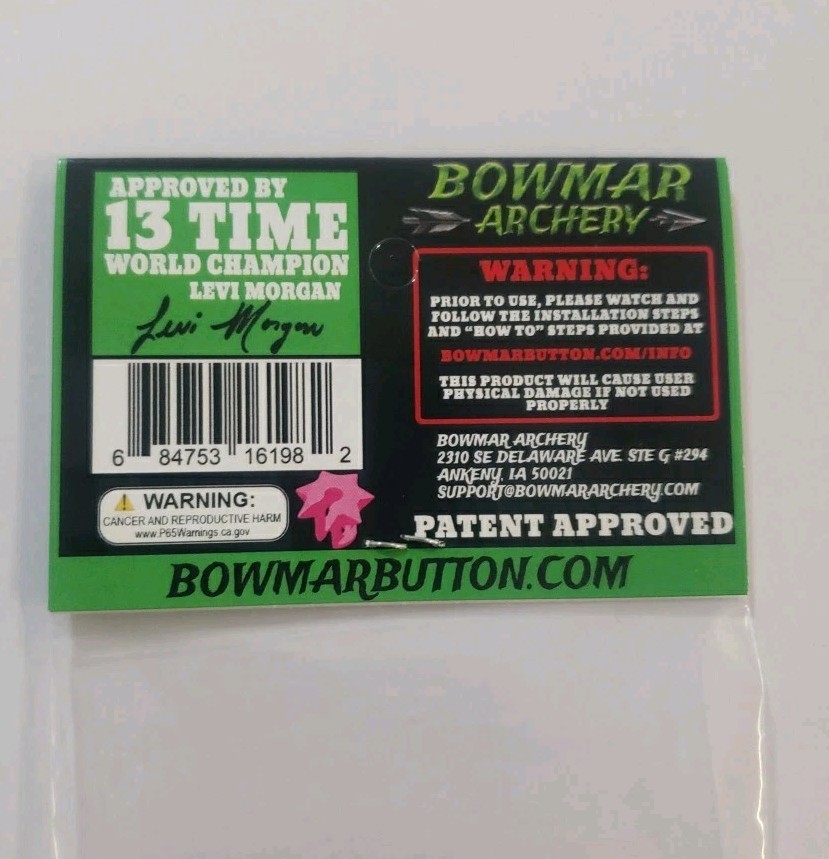 APPROVED BY
13 TIME
WORLD CHAMPION
LEVI MORGAN
Levi Morgan
6 84753 16198 2
WARNING:
CANCER AND REPRODUCTIVE HARM
www.P65Warnings.ca.gov
BOWMAR
ARCHERY
WARNING:
PRIOR TO USE, PLEASE WATCH AND
FOLLOW THE INSTALLATION STEPS
AND "HOW TO" STEPS PROVIDED AT
BOWMARBUTTON.COM/INFO
THIS PRODUCT WILL CAUSE USER
PHYSICAL DAMAGE IF NOT USED
PROPERLY
BOWMAR ARCHERY
2310 SE DELAWARE AVE STE G #294
ANKENY, IA 50021
SUPPORT@BOWMARARCHERY.COM
PATENT APPROVED
BOWMARBUTTON.COM